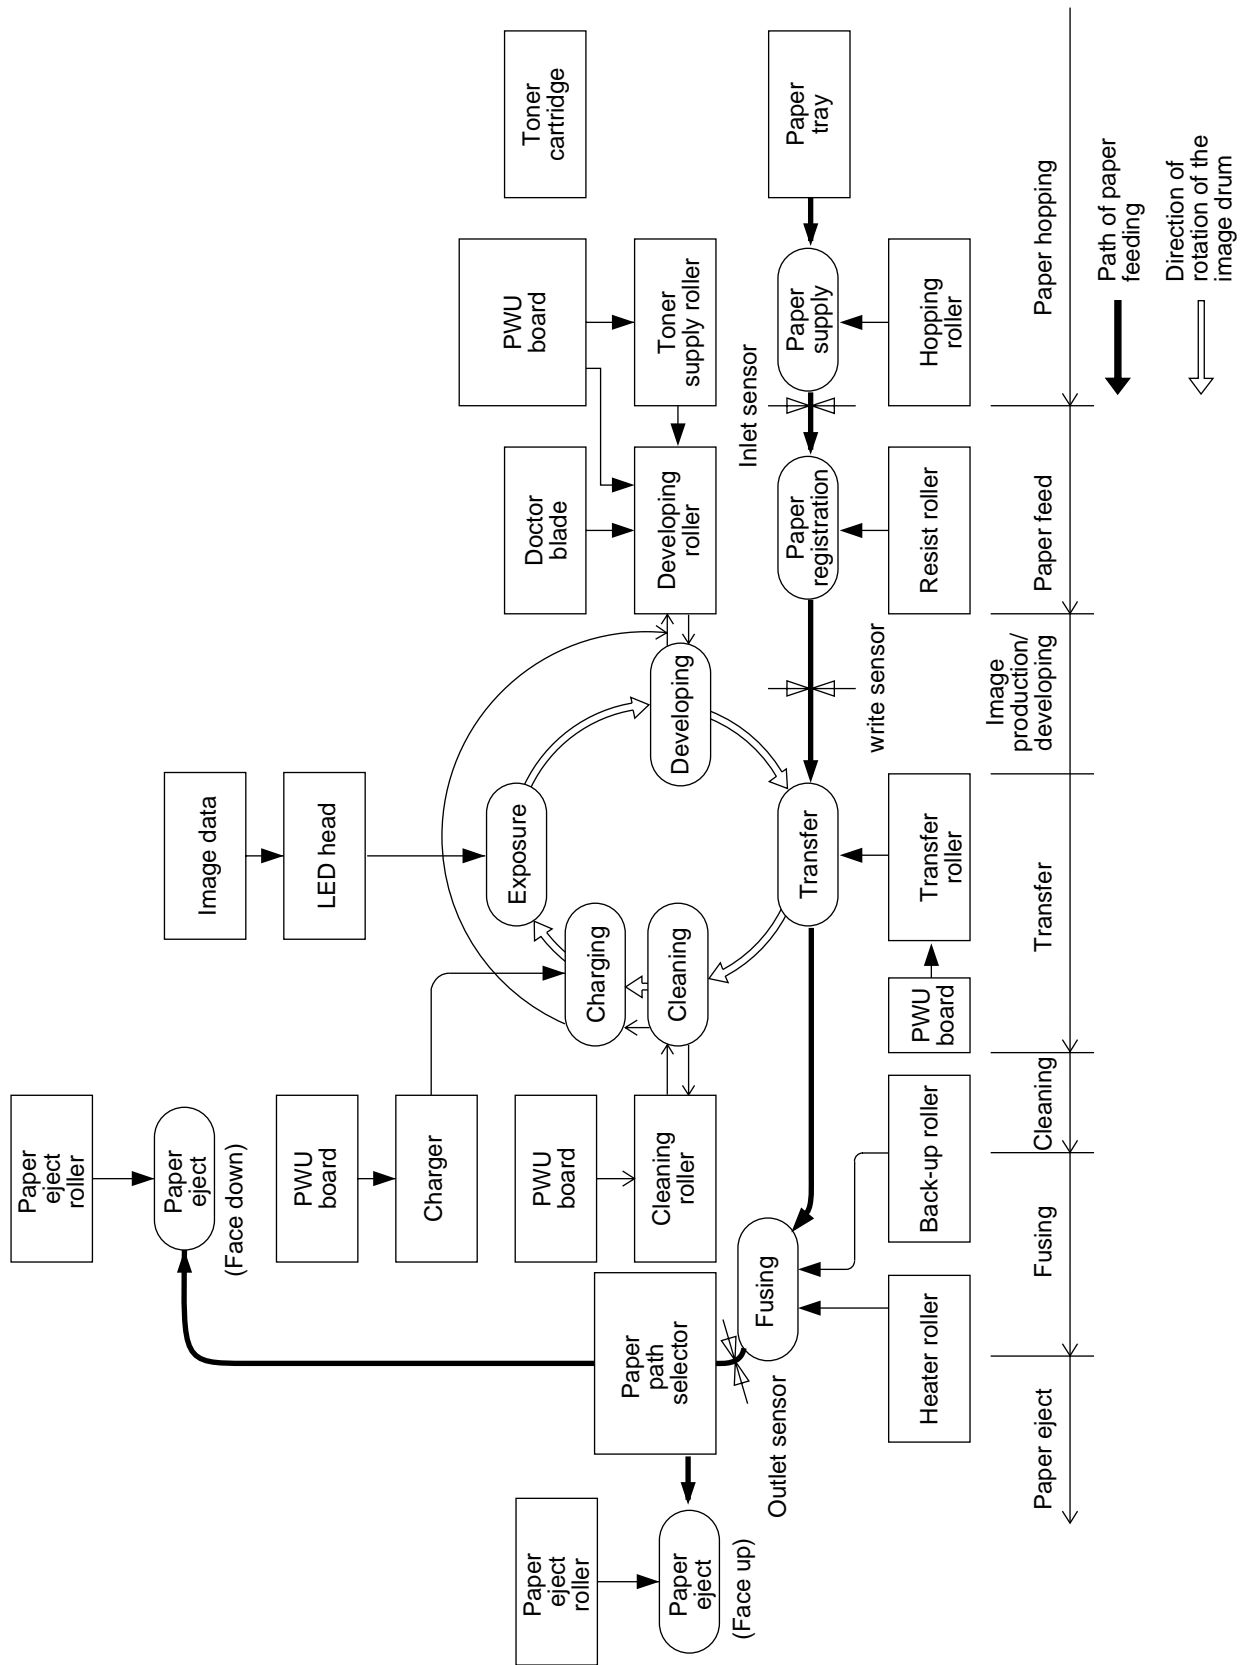 Paper
eject
roller
Paper
eject
(Face down)
PWU
board
Charger
PWU
board
Cleaning
roller
Paper
path
selector
Paper
eject
roller
Paper
eject
(Face up)
Outlet sensor
Image data
LED head
Exposure
Charging
Cleaning
Developing
Transfer
Fusing
Heater roller
Back-up roller
PWU
board
Transfer
roller
write sensor
PWU
board
Doctor
blade
Developing
roller
Toner
supply roller
Toner
cartridge
Inlet sensor
Paper
registration
Resist roller
Paper
supply
Hopping
roller
Paper
tray
Paper eject
Fusing
Cleaning
Transfer
Image
production/
developing
Paper feed
Paper hopping
Path of paper
feeding
Direction of
rotation of the
image drum